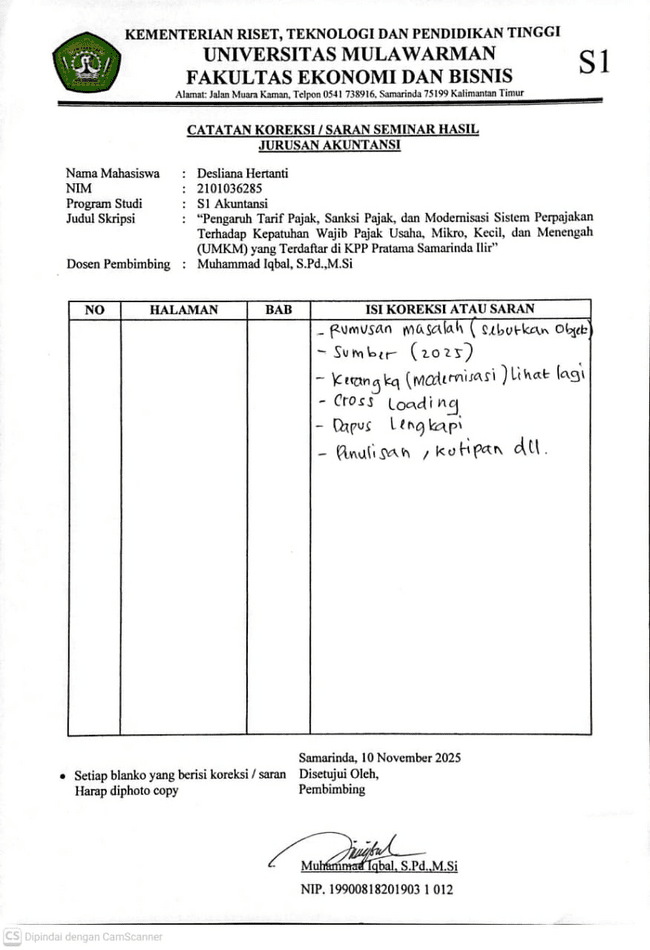 KEMENTERIAN RISET, TEKNOLOGI DAN PENDIDIKAN TINGGI
UNIVERSITAS MULAWARMAN
FAKULTAS EKONOMI DAN BISNIS
S1
Alamat: Jalan Muara Kaman, Telpon 0541 738916, Samarinda 75199 Kalimantan Timur
CATATAN KOREKSI / SARAN SEMINAR HASIL
JURUSAN AKUNTANSI
Nama Mahasiswa : Desliana Hertanti
NIM : 2101036285
Program Studi : S1 Akuntansi
Judul Skripsi : “Pengaruh Tarif Pajak, Sanksi Pajak, dan Modernisasi Sistem Perpajakan
Terhadap Kepatuhan Wajib Pajak Usaha, Mikro, Kecil, dan Menengah
(UMKM) yang Terdaftar di KPP Pratama Samarinda Ilir”
Dosen Pembimbing : Muhammad Iqbal, S.Pd.,M.Si
NO HALAMAN BAB ISI KOREKSI ATAU SARAN
- Rumusan masalah (sebutkan Objek)
- Sumber (2025)
- Kerangka (modernisasi) lihat lagi
- Cross Loading
- Dapus lengkapi
- Penulisan, kutipan dll.
Samarinda, 10 November 2025
• Setiap blanko yang berisi koreksi / saran Disetujui Oleh,
Harap diphoto copy Pembimbing
Muhammad Iqbal, S.Pd.,M.Si
NIP. 19900818201903 1 012
CS Dipindai dengan CamScanner